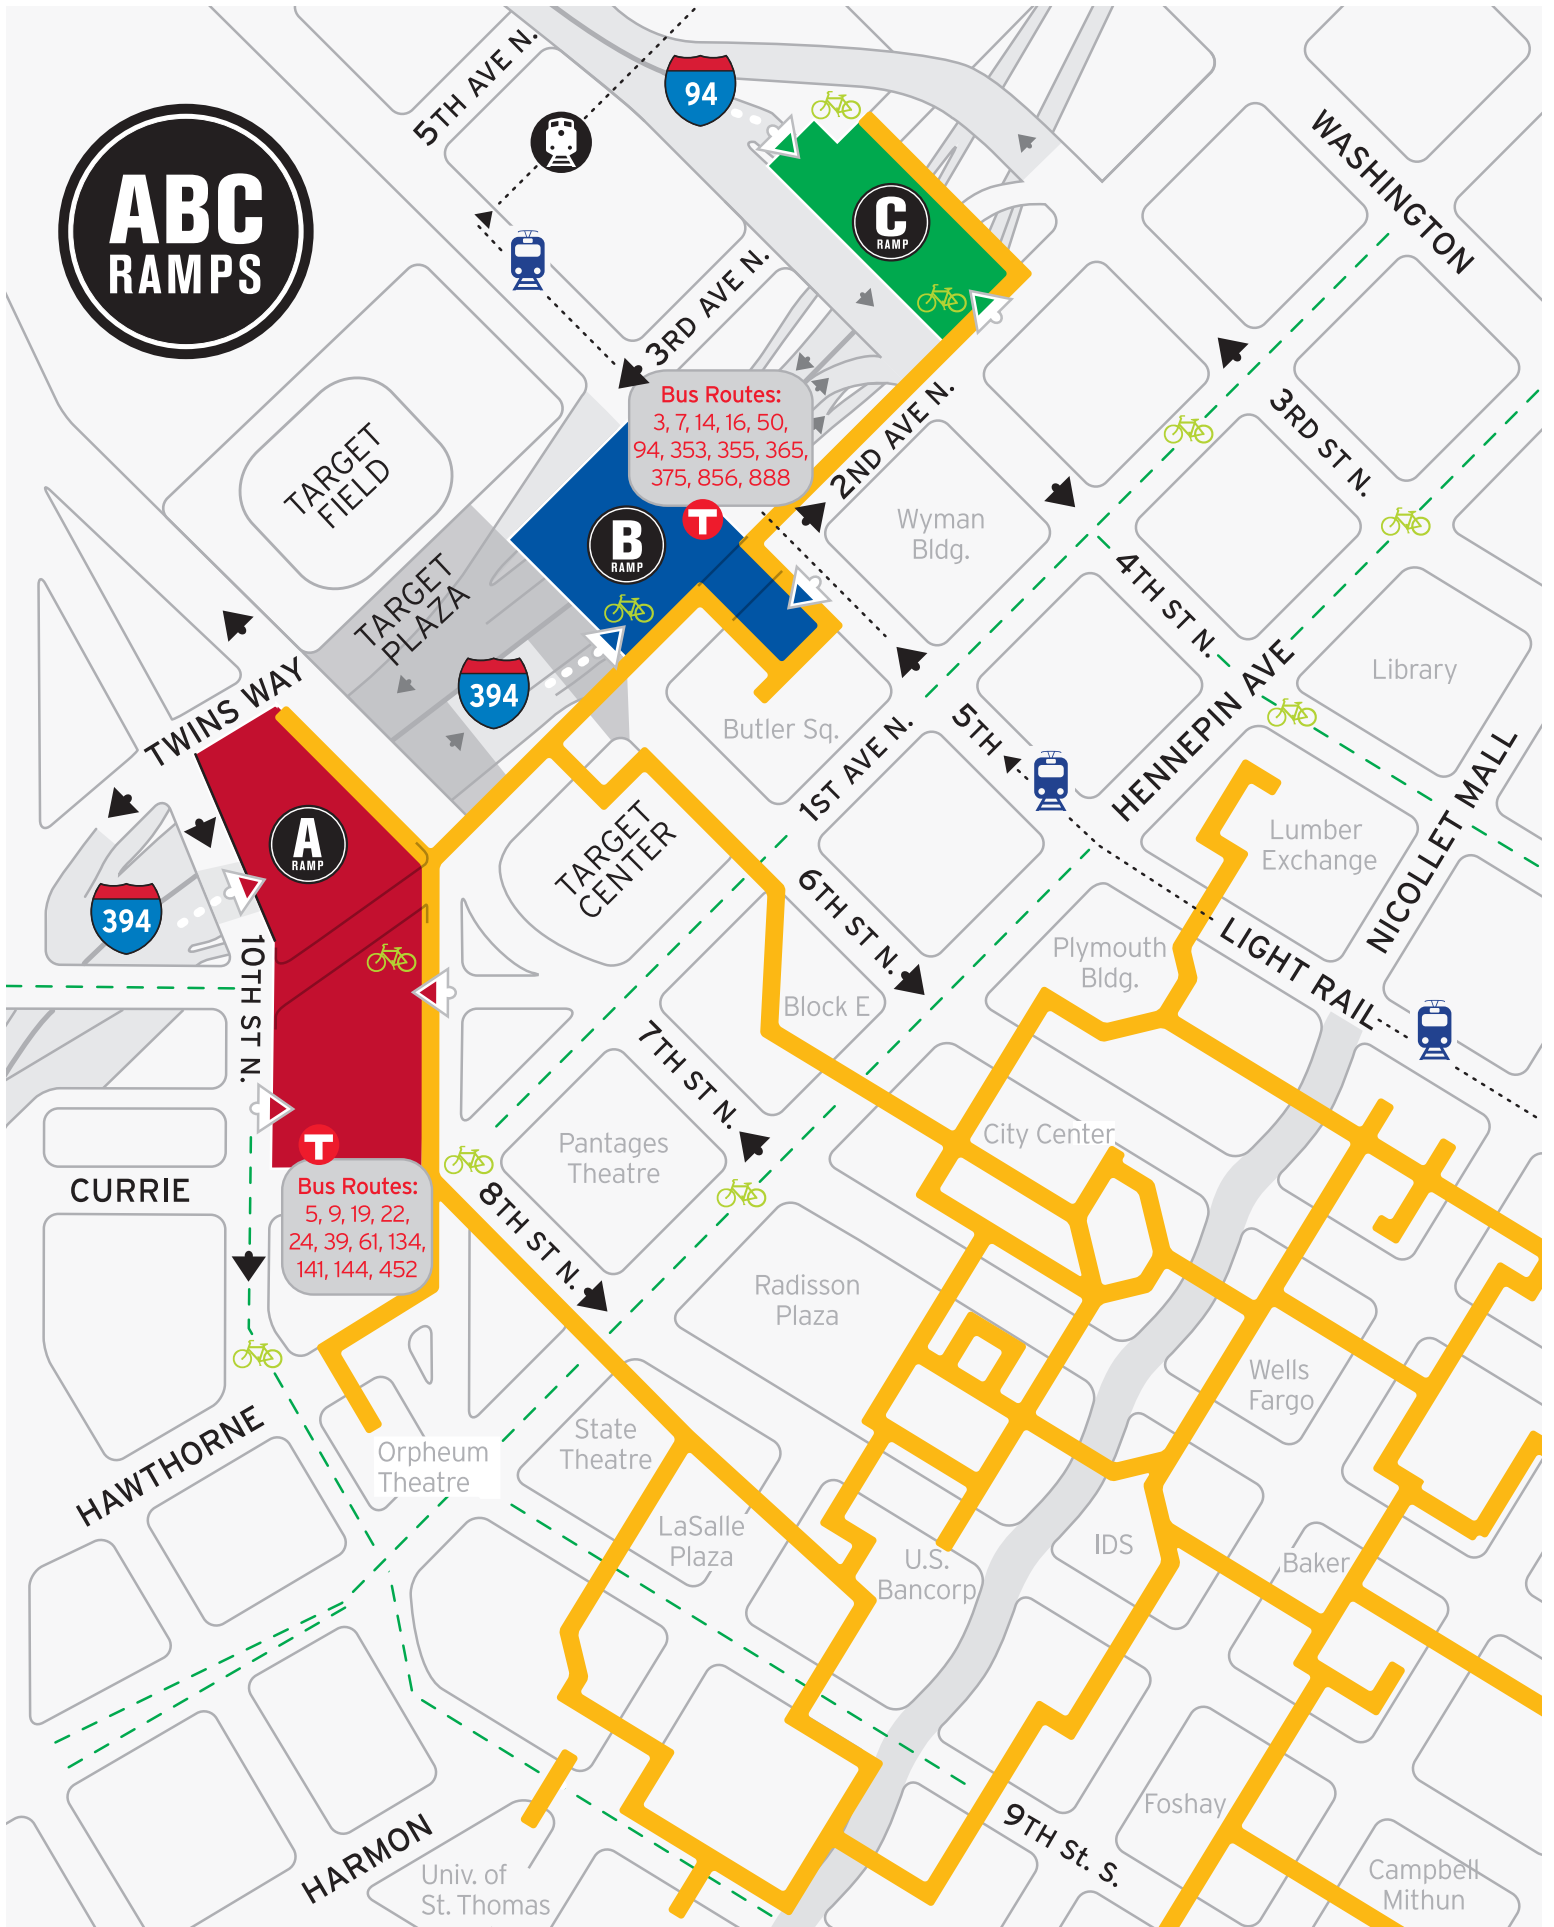 5TH AVE N.
94
ABC
RAMPS
WASHINGTON
C
RAMP
3RD AVE N.
Bus Routes:
3, 7, 14, 16, 50,
94, 353, 355, 365,
375, 856, 888
2ND AVE N.
3RD ST N.
TARGET
FIELD
T
B
RAMP
Wyman
Bldg.
TARGET
PLAZA
4TH ST N.
394
TWINS WAY
Butler Sq.
1ST AVE N.
5TH
HENNEPIN AVE
Library
NICOLLET MALL
A
RAMP
TARGET
CENTER
Lumber
Exchange
394
6TH ST N.
LIGHT RAIL
Plymouth
Bldg.
10TH ST N.
Block E
7TH ST N.
City Center
Pantages
Theatre
T
CURRIE
Bus Routes:
5, 9, 19, 22,
24, 39, 61, 134,
141, 144, 452
8TH ST N.
Radisson
Plaza
Wells
Fargo
HAWTHORNE
Orpheum
Theatre
State
Theatre
LaSalle
Plaza
U.S.
Bancorp
IDS
Baker
HARMON
Univ. of
St. Thomas
9TH St. S.
Foshay
Campbell
Mithun